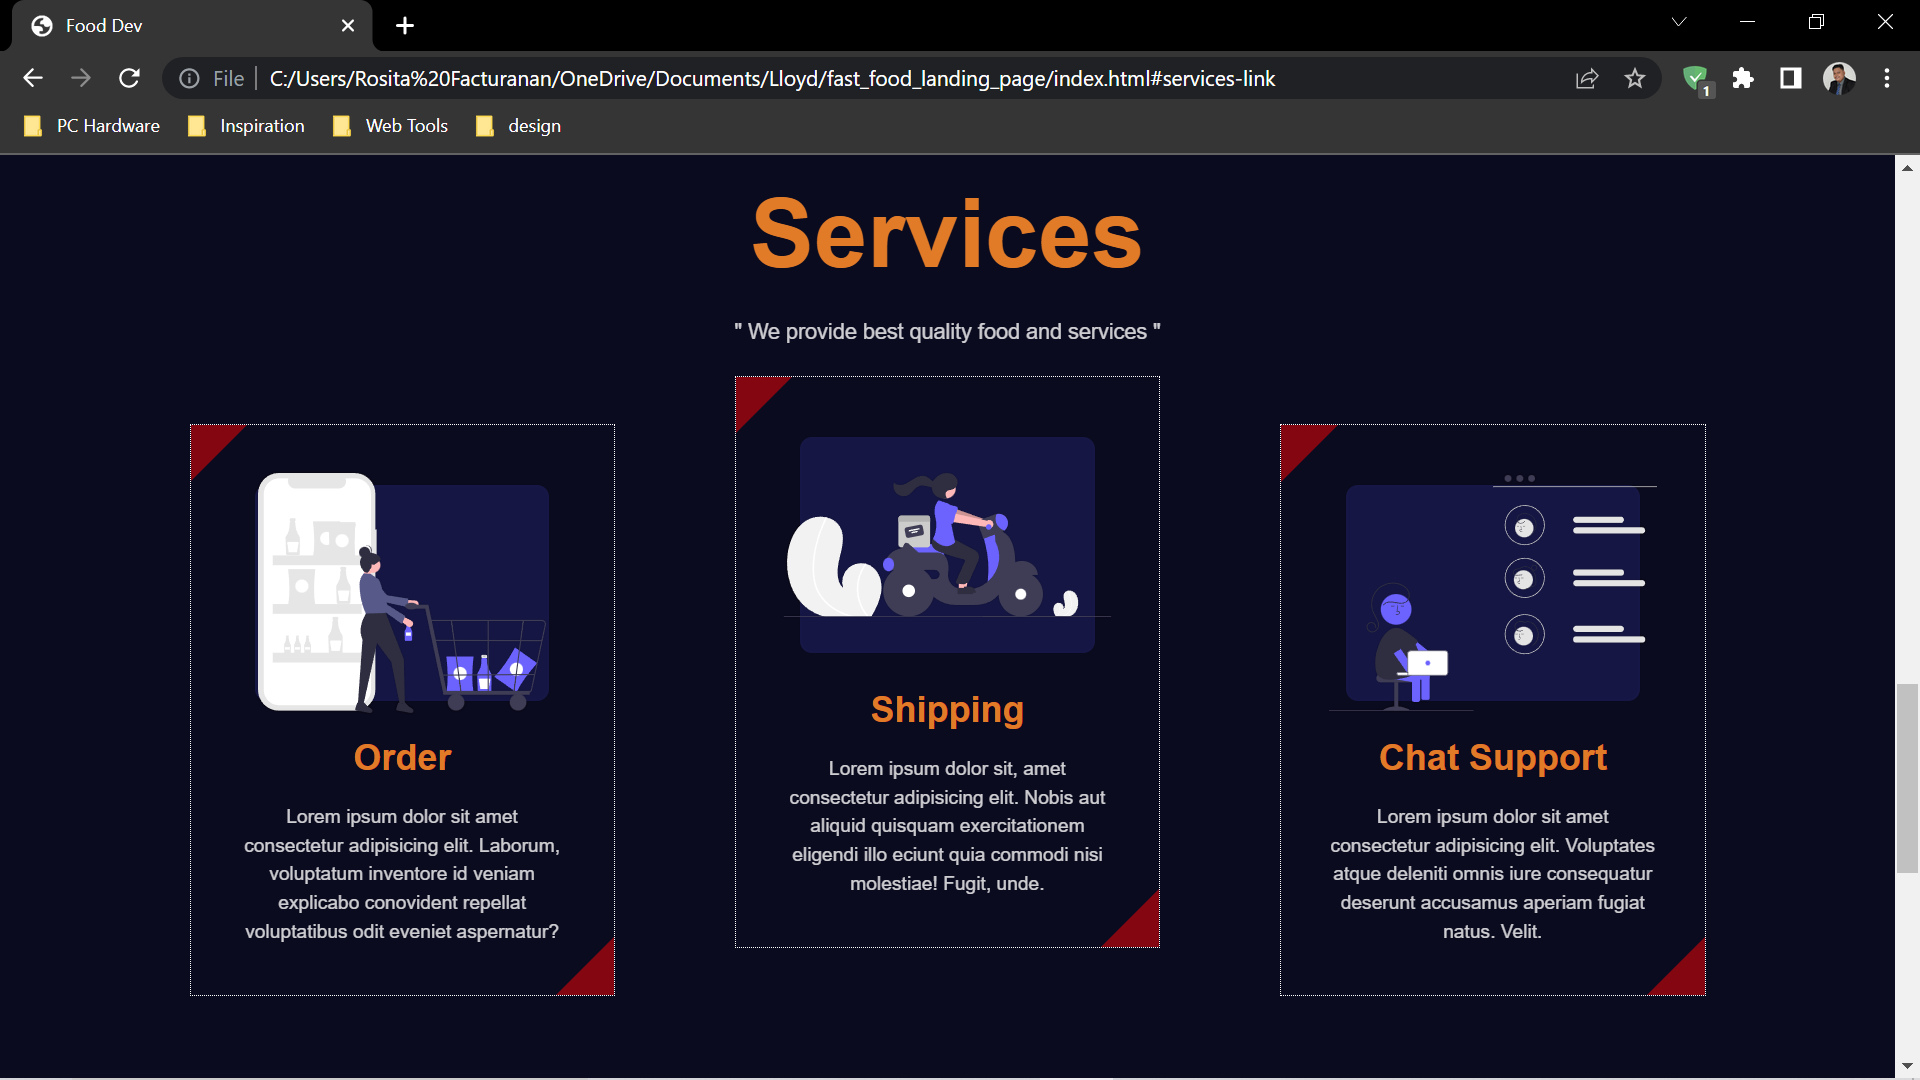 Food Dev
File
C:/Users/Rosita%20Facturanan/OneDrive/Documents/Lloyd/fast_food_landing_page/index.html#services-link
1
PC Hardware
Inspiration
Web Tools
design
Services
" We provide best quality food and services "
Order
Lorem ipsum dolor sit amet
consectetur adipisicing elit. Laborum,
voluptatum inventore id veniam
explicabo conovident repellat
voluptatibus odit eveniet aspernatur?
Shipping
Lorem ipsum dolor sit, amet
consectetur adipisicing elit. Nobis aut
aliquid quisquam exercitationem
eligendi illo eciunt quia commodi nisi
molestiae! Fugit, unde.
Chat Support
Lorem ipsum dolor sit amet
consectetur adipisicing elit. Voluptates
atque deleniti omnis iure consequatur
deserunt accusamus aperiam fugiat
natus. Velit.